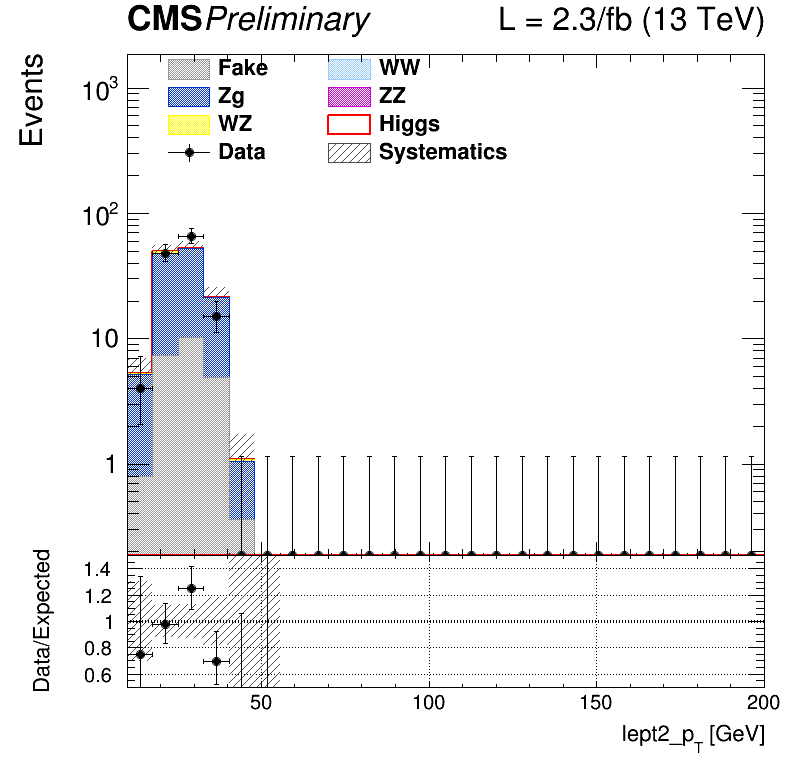 CMS Preliminary L = 2.3/fb (13 TeV)
Events
Fake WW
Zg ZZ
WZ Higgs
Data Systematics
10³
10²
10
1
Data/Expected
1.4
1.2
1
0.8
0.6
50 100 150 200
lept2_p_T [GeV]